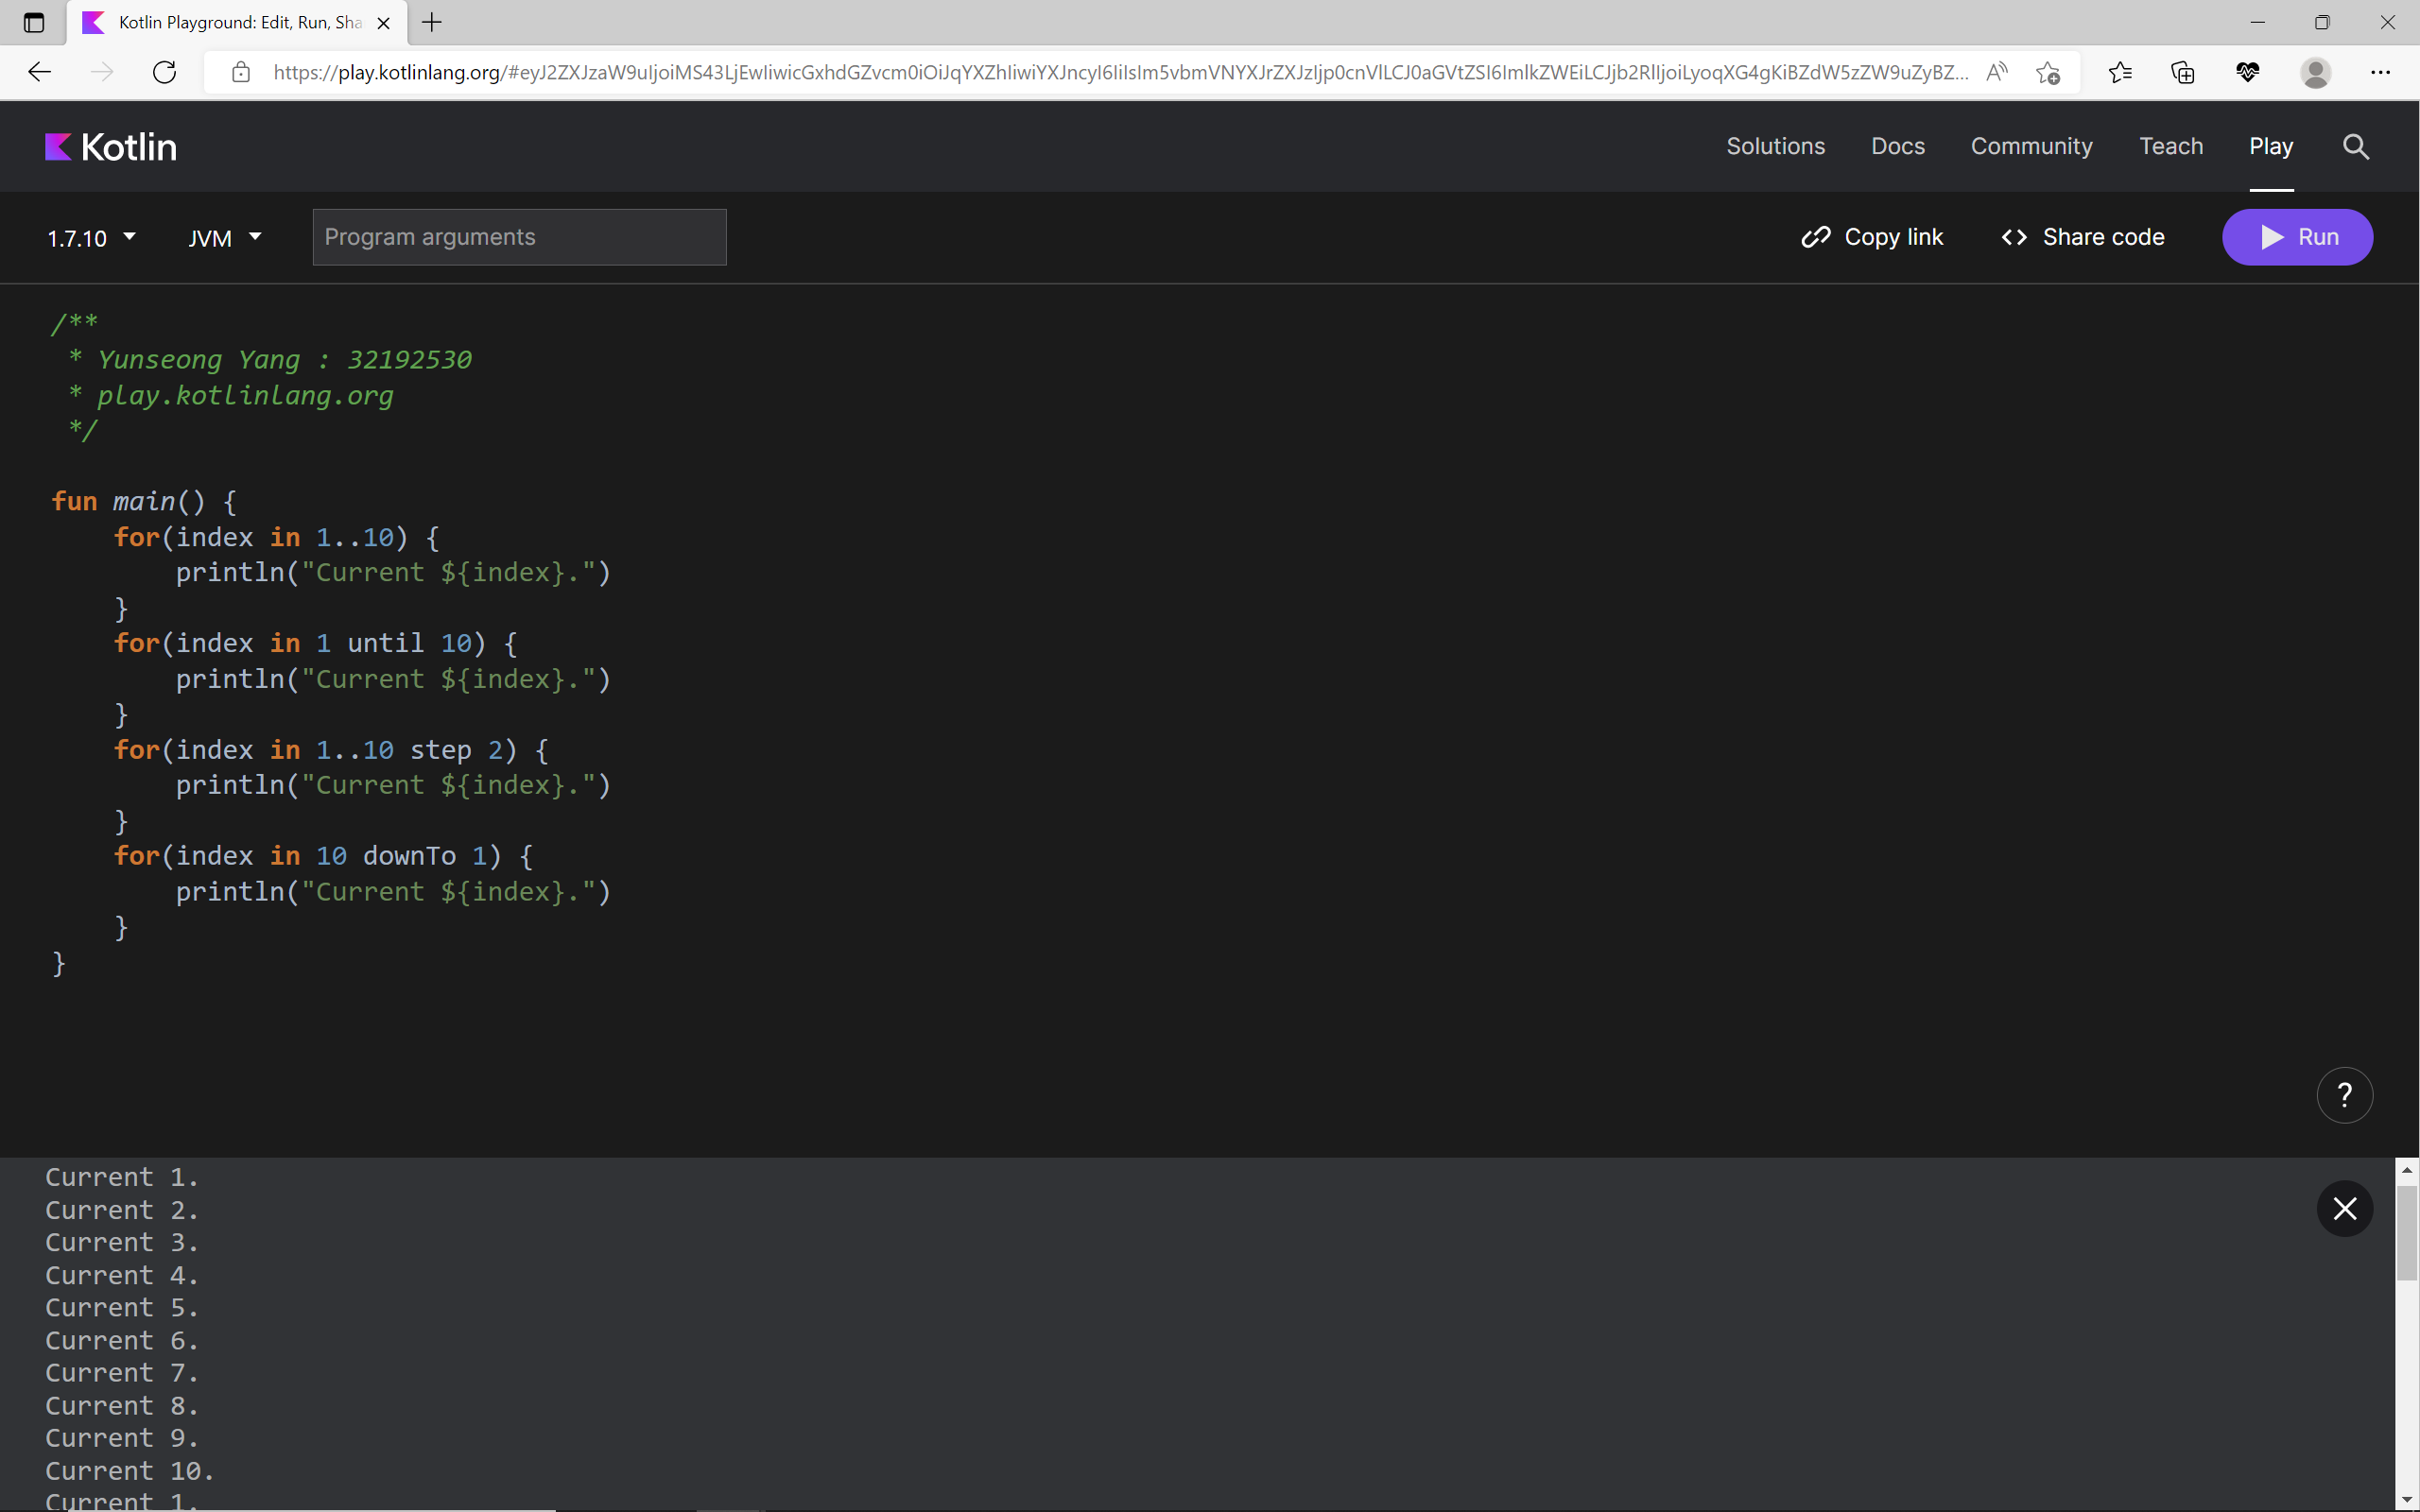 Kotlin Playground: Edit, Run, Sha
https://play.kotlinlang.org/#eyJ2ZXJzaW9uIjoiMS43LjEwIiwicGxhdGZvcm0iOiJqYXZhIiwiYXJncyI6IiIsIm5vbmVNYXJrZXJzIjp0cnVlLCJ0aGVtZSI6ImlkZWEiLCJjb2RlIjoiLyoqXG4gKiBZdW5zZW9uZyBZ...
Kotlin
Solutions Docs Community Teach Play
1.7.10 JVM Program arguments Copy link Share code Run
/**
 * Yunseong Yang : 32192530
 * play.kotlinlang.org
 */
fun main() {
    for(index in 1..10) {
        println("Current ${index}.")
    }
    for(index in 1 until 10) {
        println("Current ${index}.")
    }
    for(index in 1..10 step 2) {
        println("Current ${index}.")
    }
    for(index in 10 downTo 1) {
        println("Current ${index}.")
    }
}
?
Current 1.
Current 2.
Current 3.
Current 4.
Current 5.
Current 6.
Current 7.
Current 8.
Current 9.
Current 10.
Current 1.